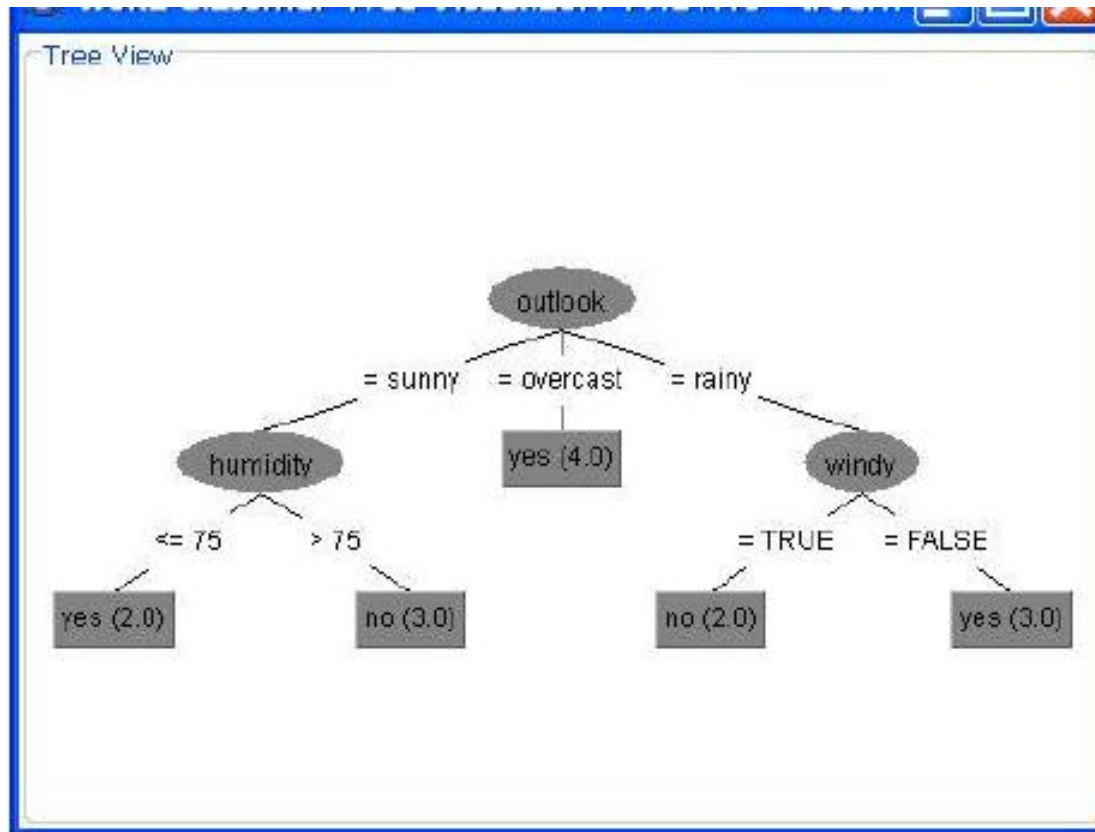 Tree View
outlook
= sunny = overcast = rainy
humidity yes (4.0) windy
<= 75 > 75 = TRUE = FALSE
yes (2.0) no (3.0) no (2.0) yes (3.0)